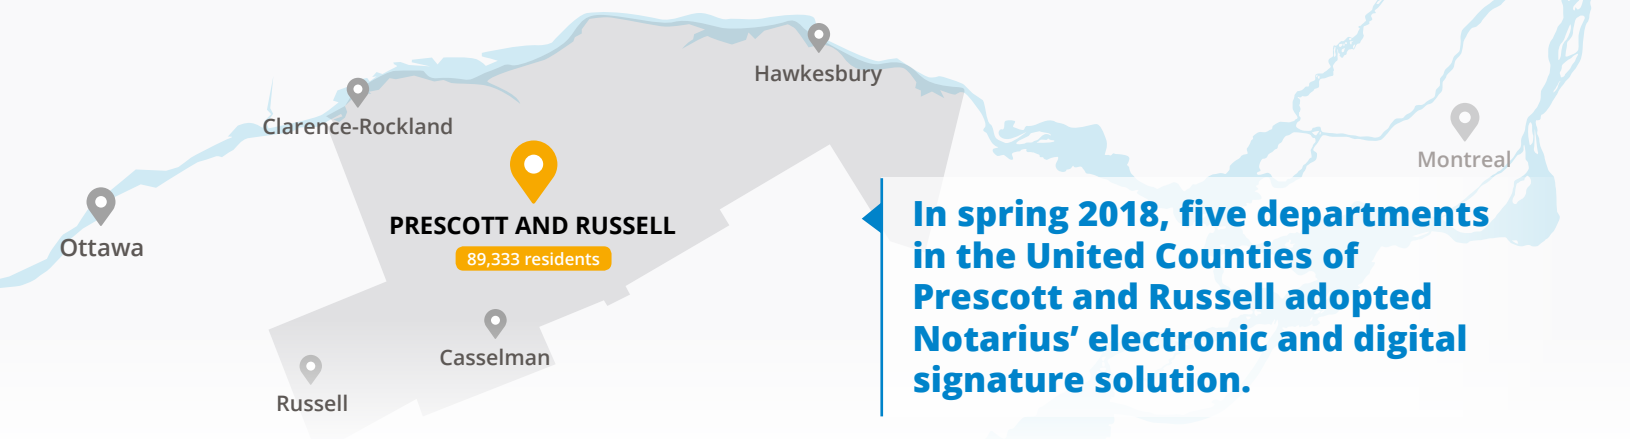 Hawkesbury
Clarence-Rockland
Montreal
Ottawa
PRESCOTT AND RUSSELL
89,333 residents
Casselman
Russell
In spring 2018, five departments
in the United Counties of
Prescott and Russell adopted
Notarius’ electronic and digital
signature solution.